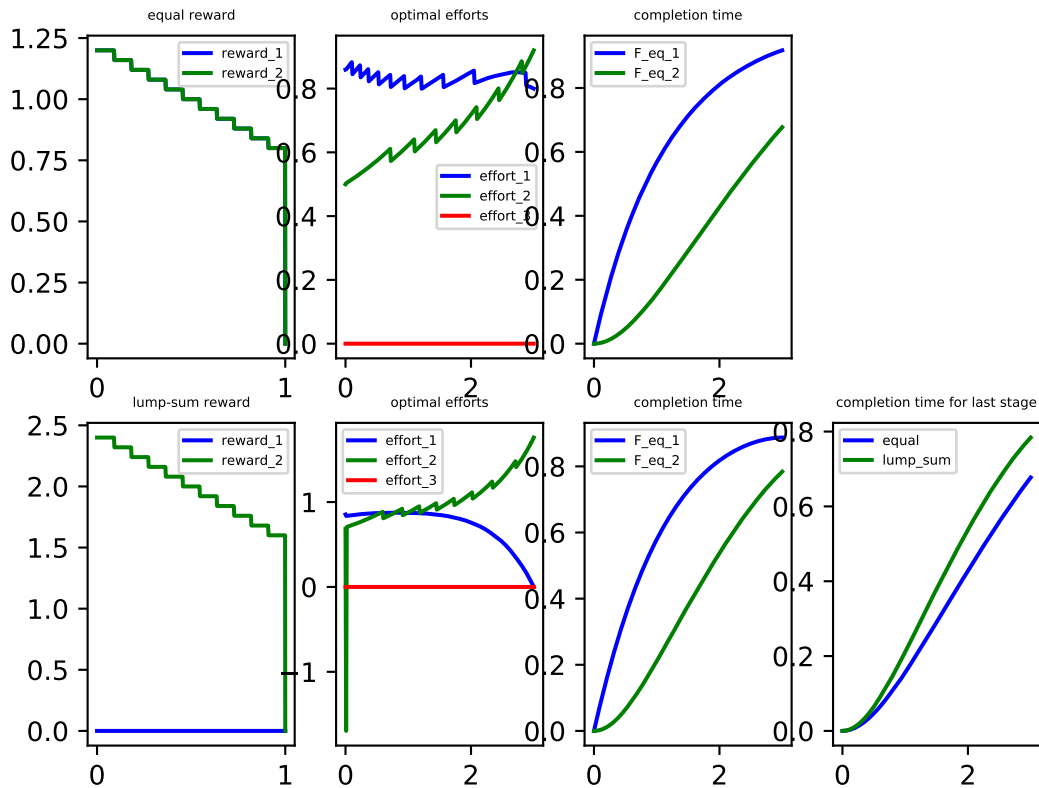 equal reward
optimal efforts
completion time
1.25
1.00
0.75
0.50
0.25
0.00
0
1
reward_1
reward_2
0.8
0.6
0.4
0.2
0.0
0
2
effort_1
effort_2
effort_3
0.8
0.6
0.4
0.2
0.0
0
2
F_eq_1
F_eq_2
lump-sum reward
optimal efforts
completion time
completion time for last stage
2.5
2.0
1.5
1.0
0.5
0.0
0
1
reward_1
reward_2
1
0
−1
0
2
effort_1
effort_2
effort_3
0.8
0.6
0.4
0.2
0.0
0
2
F_eq_1
F_eq_2
0.8
0.6
0.4
0.2
0.0
0
2
equal
lump_sum